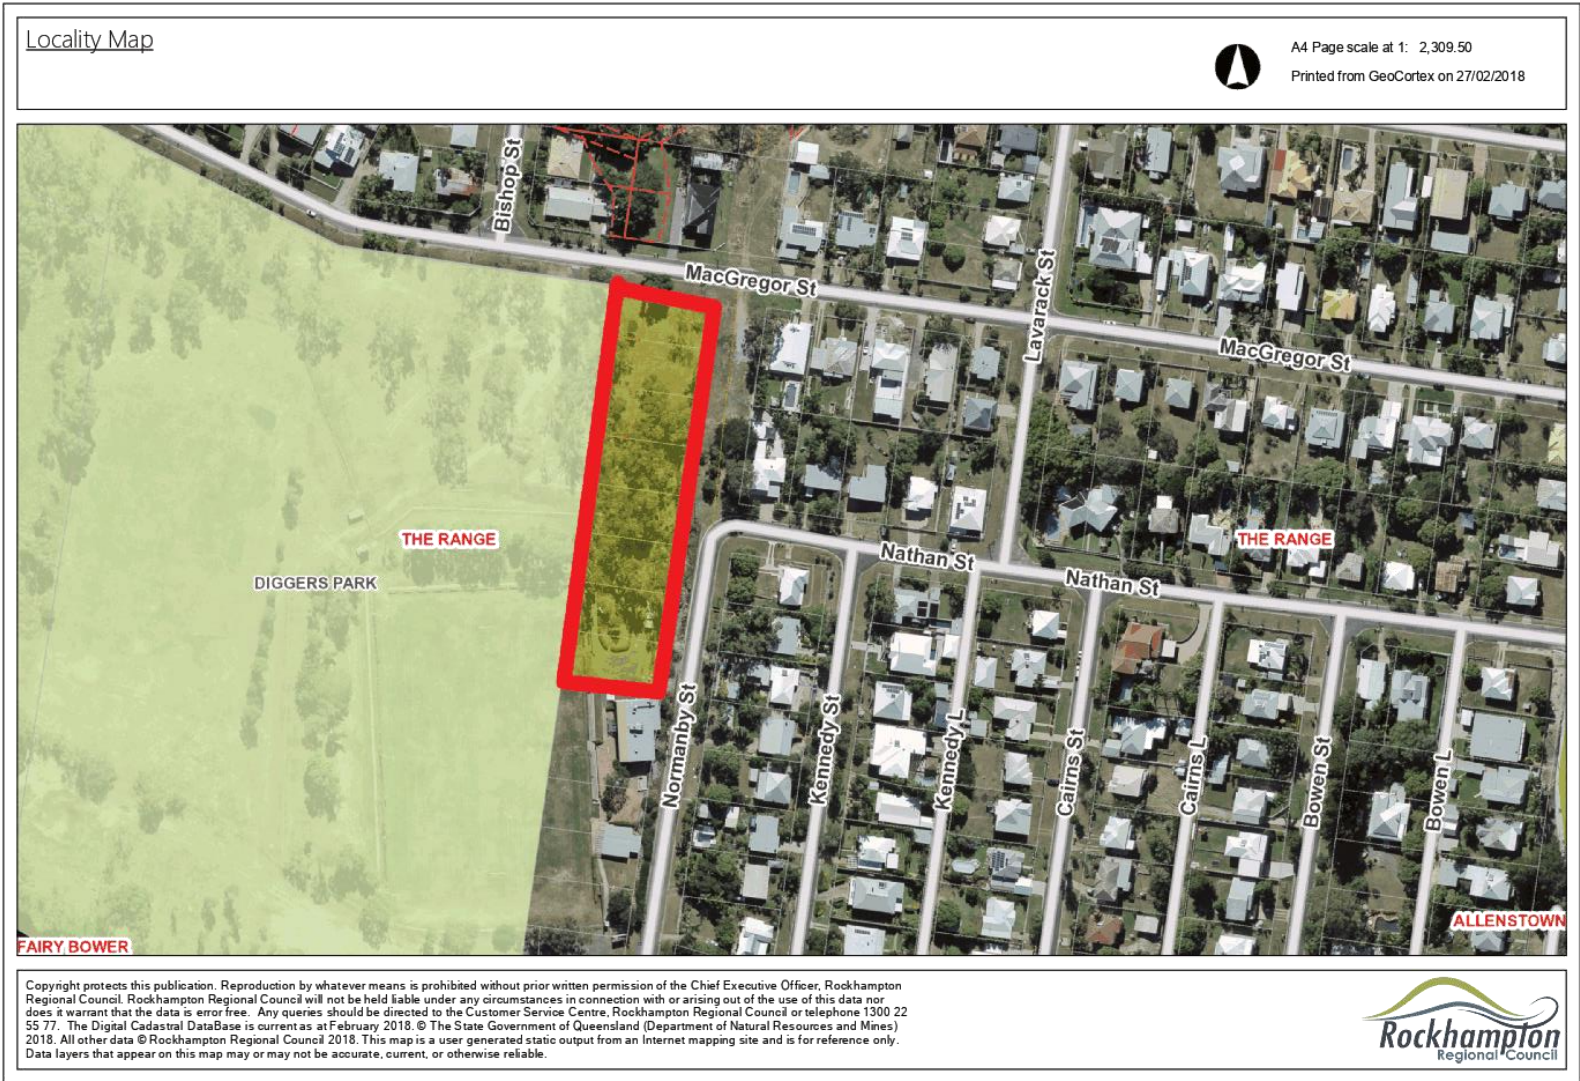 Locality Map
A4 Page scale at 1: 2,309.50
Printed from GeoCortex on 27/02/2018
Bishop St
MacGregor St
Lavarack St
MacGregor St
THE RANGE
THE RANGE
DIGGERS PARK
Nathan St
Nathan St
Normanby St
Kennedy St
Kennedy L
Cairns St
Cairns L
Bowen St
Bowen L
FAIRY BOWER
ALLENSTOWN
Copyright protects this publication. Reproduction by whatever means is prohibited without prior written permission of the Chief Executive Officer, Rockhampton
Regional Council. Rockhampton Regional Council will not be held liable under any circumstances in connection with or arising out of the use of this data nor
does it warrant that the data is error free. Any queries should be directed to the Customer Service Centre, Rockhampton Regional Council or telephone 1300 22
55 77. The Digital Cadastral DataBase is current as at February 2018. © The State Government of Queensland (Department of Natural Resources and Mines)
2018. All other data © Rockhampton Regional Council 2018. This map is a user generated static output from an Internet mapping site and is for reference only.
Data layers that appear on this map may or may not be accurate, current, or otherwise reliable.
Rockhampton
Regional Council